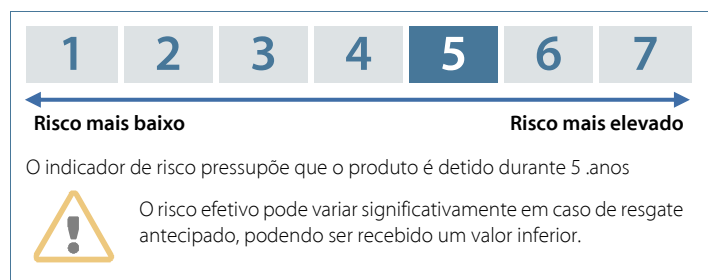 1 2 3 4 5 6 7
Risco mais baixo Risco mais elevado
O indicador de risco pressupõe que o produto é detido durante 5 .anos
O risco efetivo pode variar significativamente em caso de resgate
antecipado, podendo ser recebido um valor inferior.